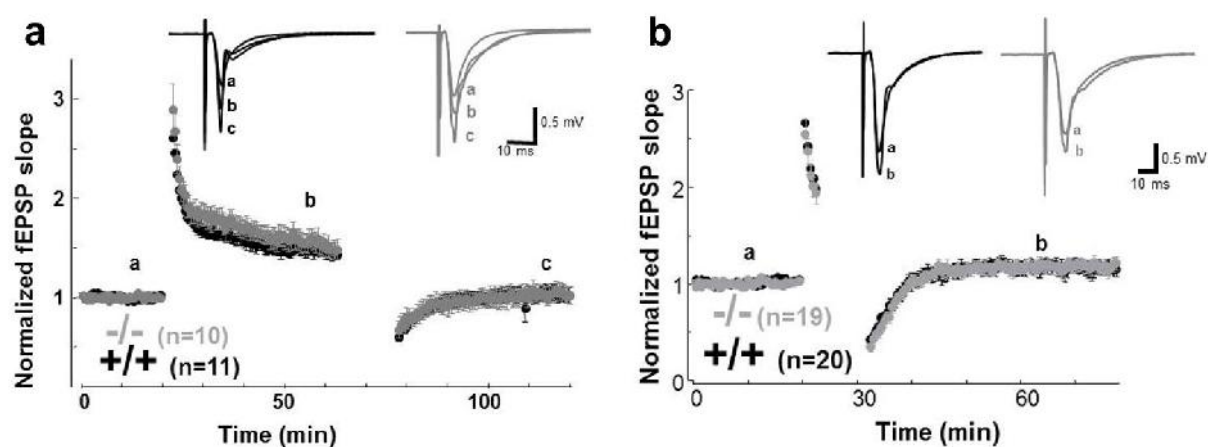 a
a
b
c
a
b
c
0.5 mV
10 ms
Normalized fEPSP slope
3
2
1
a
b
c
-/- (n=10)
+/+ (n=11)
0
50
100
Time (min)
b
a
b
a
b
0.5 mV
10 ms
Normalized fEPSP slope
3
2
1
0
a
b
-/- (n=19)
+/+ (n=20)
0
30
60
Time (min)